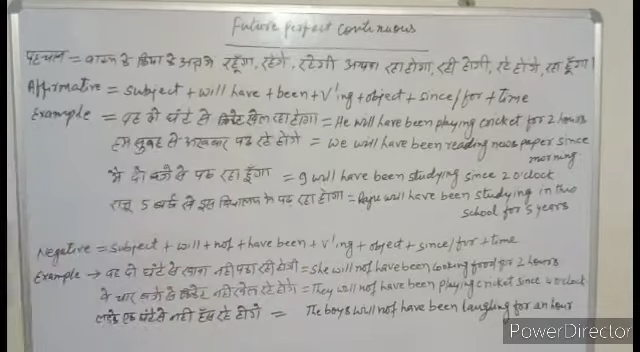 Future perfect continuous
पहचान = वाक्य के क्रिया के अन्त में रहूँगा, रहेंगे, रहेगी अथवा रहा होगा, रही होगी, रहे होंगे, रहा हूँगा।
Affirmative = subject + will have + been + V'ing + object + since/for + time
Example = वह दो घंटे से क्रिकेट खेल रहा होगा = He will have been playing cricket for 2 hours
हम सुबह से अखबार पढ़ रहे होंगे = we will have been reading news paper since
morning
मैं दो बजे से पढ़ रहा हूँगा = I will have been studying since 2 o'clock
राजू 5 वर्ष से इस विद्यालय में पढ़ रहा होगा = Raju will have been studying in this
school for 5 years
Negative = subject + will + not + have been + V'ing + object + since/for + time
Example → वह दो घंटे से खाना नहीं पका रही होगी = She will not have been cooking food for 2 hours
वे चार बजे से क्रिकेट नहीं खेल रहे होंगे = They will not have been playing cricket since 4 o'clock
लड़के एक घंटे से नहीं हँस रहे होंगे = The boys will not have been laughing for an hour
PowerDirector